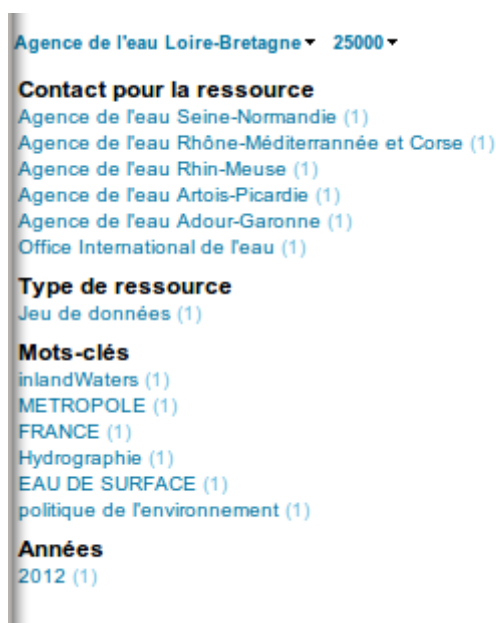 Agence de l'eau Loire-Bretagne 25000
Contact pour la ressource
Agence de l'eau Seine-Normandie (1)
Agence de l'eau Rhône-Méditerrannée et Corse (1)
Agence de l'eau Rhin-Meuse (1)
Agence de l'eau Artois-Picardie (1)
Agence de l'eau Adour-Garonne (1)
Office International de l'eau (1)
Type de ressource
Jeu de données (1)
Mots-clés
inlandWaters (1)
METROPOLE (1)
FRANCE (1)
Hydrographie (1)
EAU DE SURFACE (1)
politique de l'environnement (1)
Années
2012 (1)